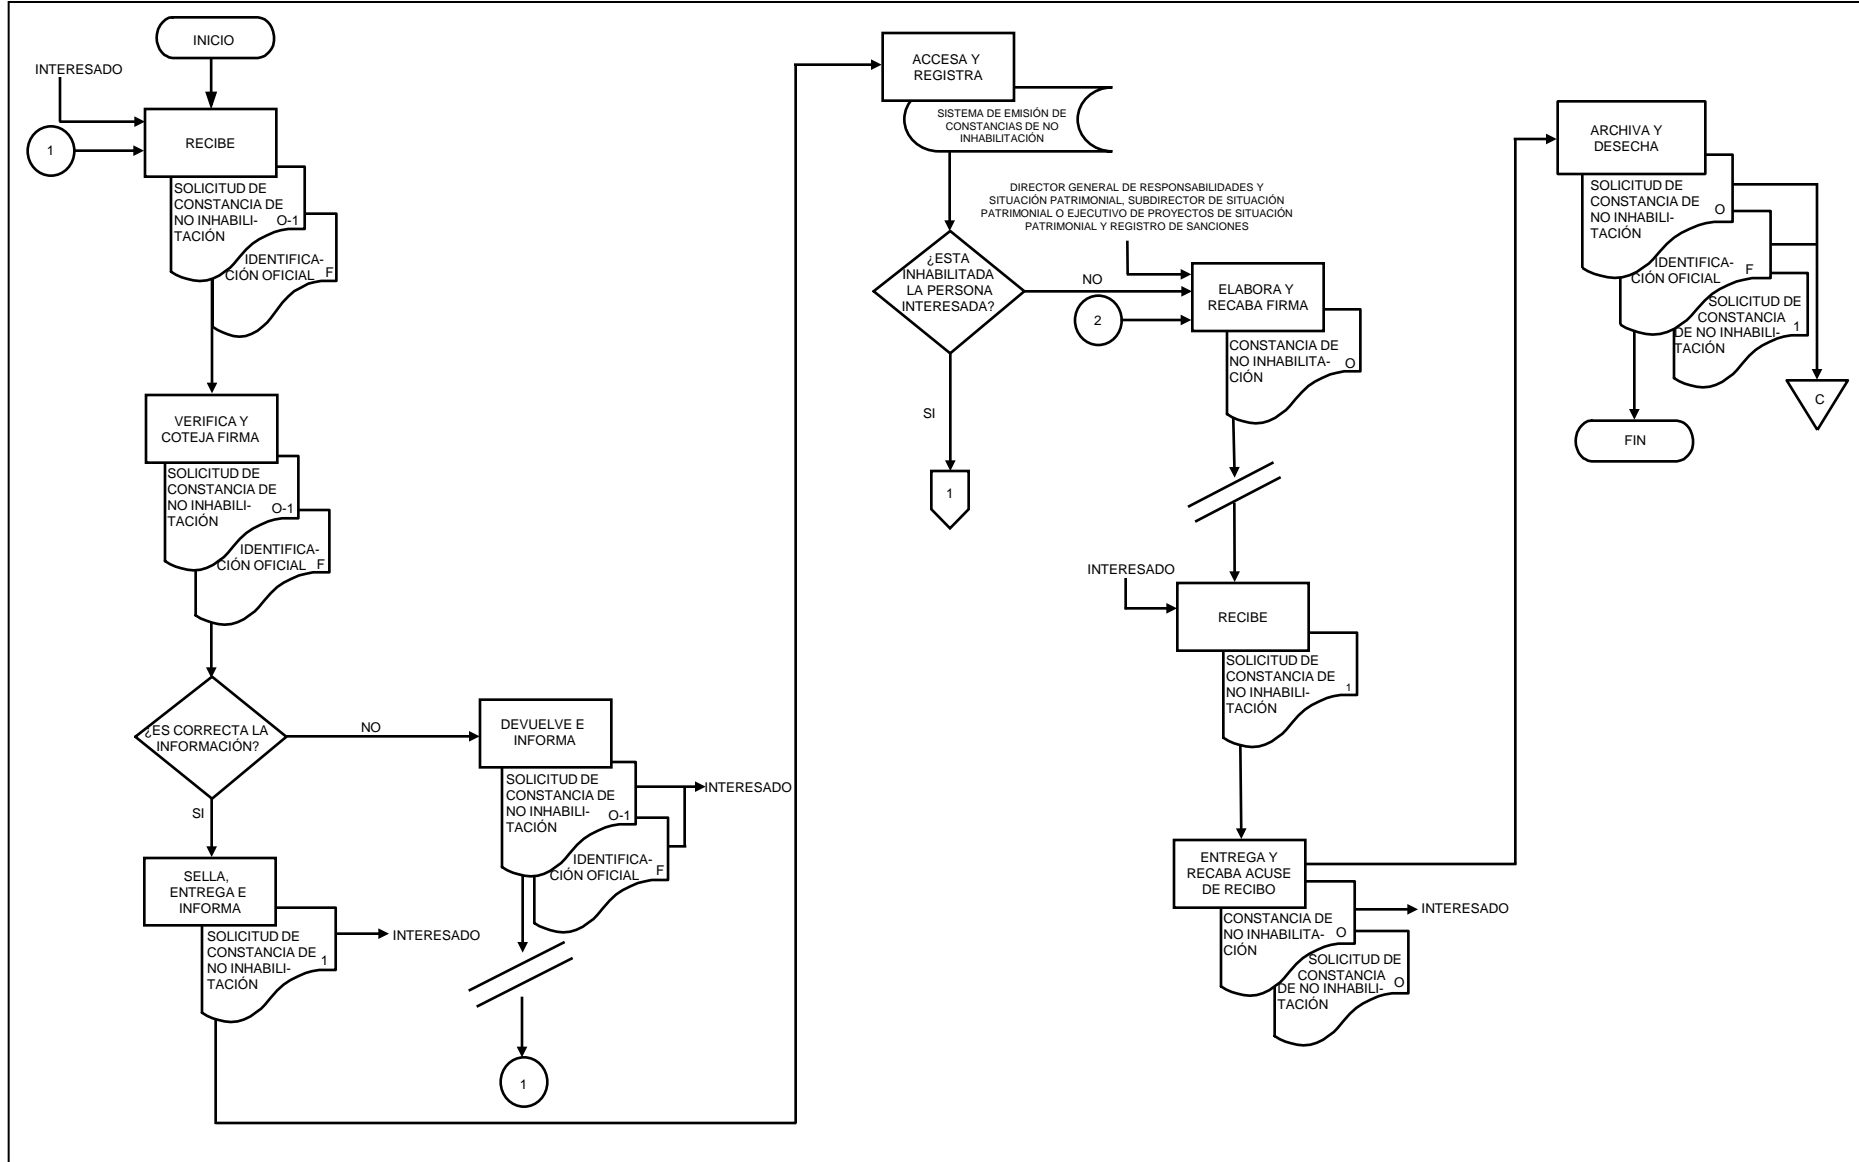 INICIO
INTERESADO
1
RECIBE
SOLICITUD DE
CONSTANCIA DE
NO INHABILI-
TACIÓN
O-1
IDENTIFICA-
CIÓN OFICIAL
F
VERIFICA Y
COTEJA FIRMA
SOLICITUD DE
CONSTANCIA DE
NO INHABILI-
TACIÓN
O-1
IDENTIFICA-
CIÓN OFICIAL
F
¿ES CORRECTA LA
INFORMACIÓN?
NO
SI
DEVUELVE E
INFORMA
SOLICITUD DE
CONSTANCIA DE
NO INHABILI-
TACIÓN
O-1
IDENTIFICA-
CIÓN OFICIAL
F
INTERESADO
1
SELLA,
ENTREGA E
INFORMA
SOLICITUD DE
CONSTANCIA DE
NO INHABILI-
TACIÓN
1
INTERESADO
ACCESA Y
REGISTRA
SISTEMA DE EMISIÓN DE
CONSTANCIAS DE NO
INHABILITACIÓN
¿ESTA
INHABILITADA
LA PERSONA
INTERESADA?
NO
SI
1
DIRECTOR GENERAL DE RESPONSABILIDADES Y
SITUACIÓN PATRIMONIAL, SUBDIRECTOR DE SITUACIÓN
PATRIMONIAL O EJECUTIVO DE PROYECTOS DE SITUACIÓN
PATRIMONIAL Y REGISTRO DE SANCIONES
2
ELABORA Y
RECABA FIRMA
CONSTANCIA DE
NO INHABILITA-
CIÓN
O
INTERESADO
RECIBE
SOLICITUD DE
CONSTANCIA DE
NO INHABILI-
TACIÓN
1
ENTREGA Y
RECABA ACUSE
DE RECIBO
CONSTANCIA DE
NO INHABILITA-
CIÓN
O
SOLICITUD DE
CONSTANCIA
DE NO INHABILI-
TACIÓN
O
INTERESADO
ARCHIVA Y
DESECHA
SOLICITUD DE
CONSTANCIA DE
NO INHABILI-
TACIÓN
O
IDENTIFICA-
CIÓN OFICIAL
F
SOLICITUD DE
CONSTANCIA
DE NO INHABILI-
TACIÓN
1
C
FIN